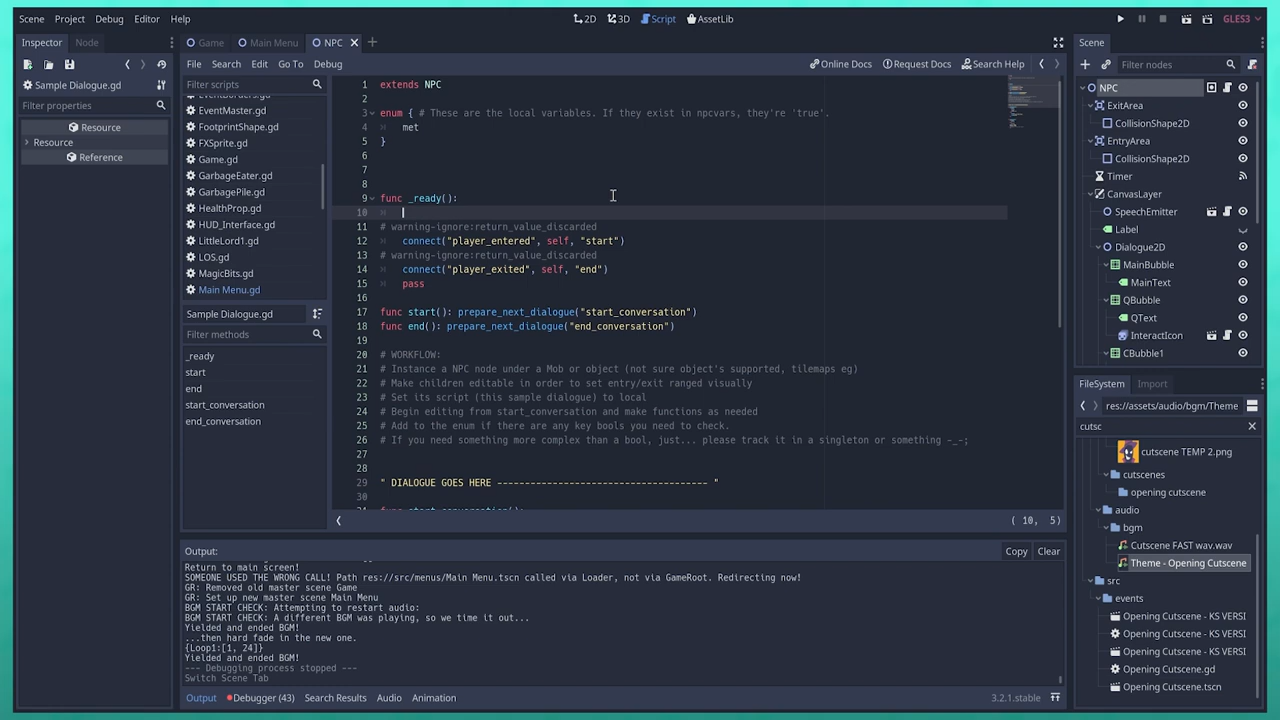 Scene Project Debug Editor Help
2D 3D Script AssetLib
GLES3
Inspector Node
Sample Dialogue.gd
Filter properties
Resource
Resource
Reference
Game Main Menu NPC
File Search Edit Go To Debug
Online Docs Request Docs Search Help
Filter scripts
EventMaster.gd
FootprintShape.gd
FXSprite.gd
Game.gd
GarbageEater.gd
GarbagePile.gd
HealthProp.gd
HUD_Interface.gd
LittleLord1.gd
LOS.gd
MagicBits.gd
Main Menu.gd
Sample Dialogue.gd
Filter methods
_ready
start
end
start_conversation
end_conversation
1 extends NPC
2
3 enum { # These are the local variables. If they exist in npcvars, they're 'true'.
4 met
5 }
6
7
8
9 func _ready():
10
11 # warning-ignore:return_value_discarded
12 connect("player_entered", self, "start")
13 # warning-ignore:return_value_discarded
14 connect("player_exited", self, "end")
15 pass
16
17 func start(): prepare_next_dialogue("start_conversation")
18 func end(): prepare_next_dialogue("end_conversation")
19
20 # WORKFLOW:
21 # Instance a NPC node under a Mob or object (not sure object's supported, tilemaps eg)
22 # Make children editable in order to set entry/exit ranged visually
23 # Set its script (this sample dialogue) to local
24 # Begin editing from start_conversation and make functions as needed
25 # Add to the enum if there are any key bools you need to check.
26 # If you need something more complex than a bool, just... please track it in a singleton or something -_-;
27
28
29 " DIALOGUE GOES HERE -------------------------------------- "
30
( 10, 5)
Output:
Copy Clear
Return to main screen!
SOMEONE USED THE WRONG CALL! Path res://src/menus/Main Menu.tscn called via Loader, not via GameRoot. Redirecting now!
GR: Removed old master scene Game
GR: Set up new master scene Main Menu
BGM START CHECK: Attempting to restart audio:
BGM START CHECK: A different BGM was playing, so we time it out...
Yielded and ended BGM!
...then hard fade in the new one.
{Loop1:[1, 24]}
Yielded and ended BGM!
--- Debugging process stopped ---
Switch Scene Tab
Output Debugger (43) Search Results Audio Animation
3.2.1.stable
Scene
Filter nodes
NPC
ExitArea
CollisionShape2D
EntryArea
CollisionShape2D
Timer
CanvasLayer
SpeechEmitter
Label
Dialogue2D
MainBubble
MainText
QBubble
QText
InteractIcon
CBubble1
FileSystem Import
res://assets/audio/bgm/Theme
cutsc
cutscene TEMP 2.png
cutscenes
opening cutscene
audio
bgm
Cutscene FAST wav.wav
Theme - Opening Cutscene
src
events
Opening Cutscene - KS VERSI
Opening Cutscene - KS VERSI
Opening Cutscene - KS VERSI
Opening Cutscene.gd
Opening Cutscene.tscn